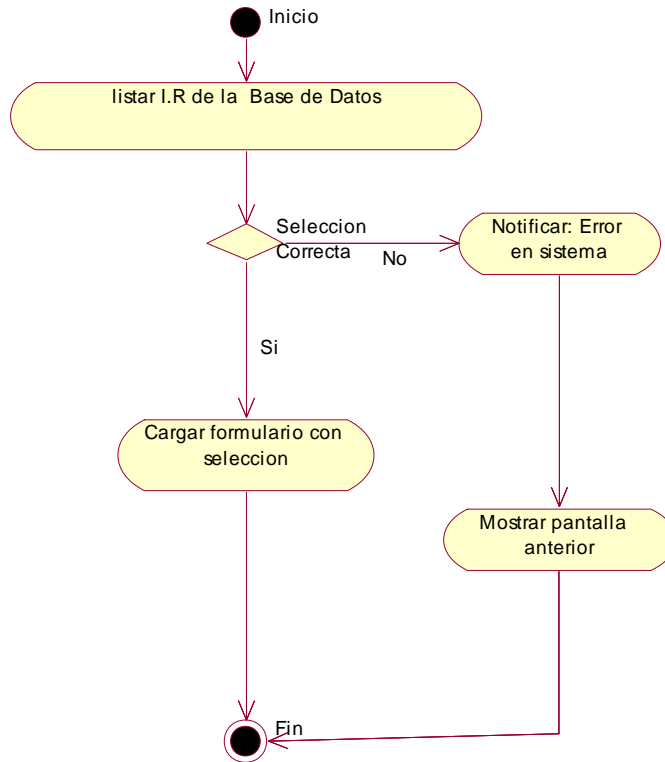 Inicio
listar I.R de la Base de Datos
Seleccion
Correcta
No
Notificar: Error
en sistema
Si
Cargar formulario con
seleccion
Mostrar pantalla
anterior
Fin